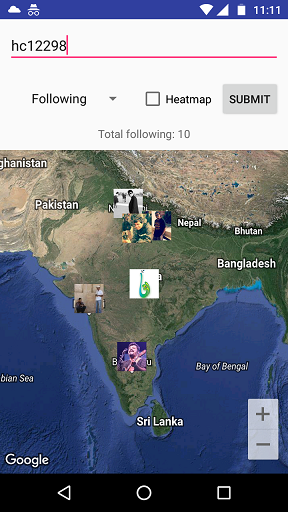 11:11
hc12298
Following
Heatmap
SUBMIT
Total following: 10
ghanistan
Pakistan
Nepal
Bhutan
Bangladesh
Bay of Bengal
bian Sea
Sri Lanka
Google
+
−